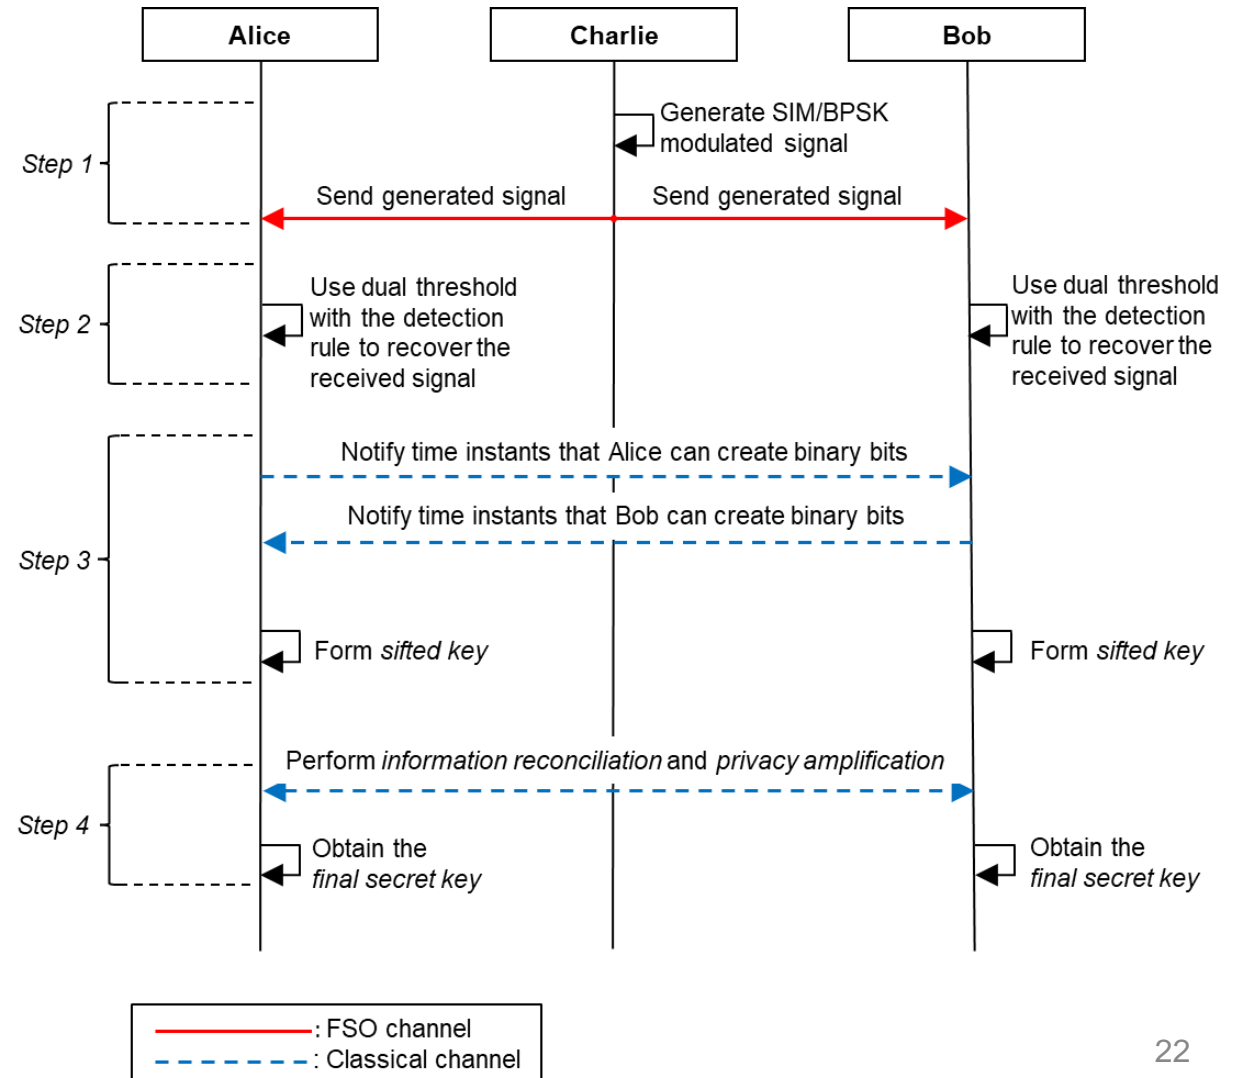 Alice
Charlie
Bob
Step 1
Generate SIM/BPSK
modulated signal
Send generated signal
Send generated signal
Step 2
Use dual threshold
with the detection
rule to recover the
received signal
Use dual threshold
with the detection
rule to recover the
received signal
Step 3
Notify time instants that Alice can create binary bits
Notify time instants that Bob can create binary bits
Form sifted key
Form sifted key
Step 4
Perform information reconciliation and privacy amplification
Obtain the
final secret key
Obtain the
final secret key
: FSO channel
: Classical channel
22